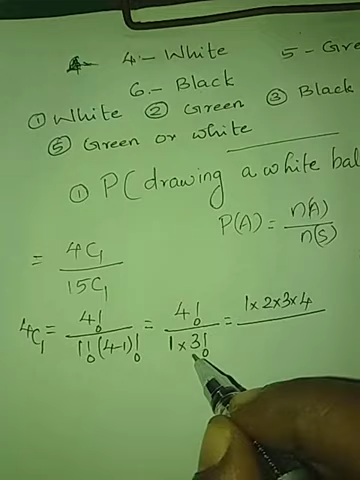 4:- White 5 - Gre
6:- Black
① White ② Green ③ Black
⑤ Green or white
① P(drawing a white bal
P(A) = n(A) / n(S)
= 4C₁ / 15C₁
4C₁ = 4! / 1!(4-1)! = 4! / 1×3! = 1×2×3×4